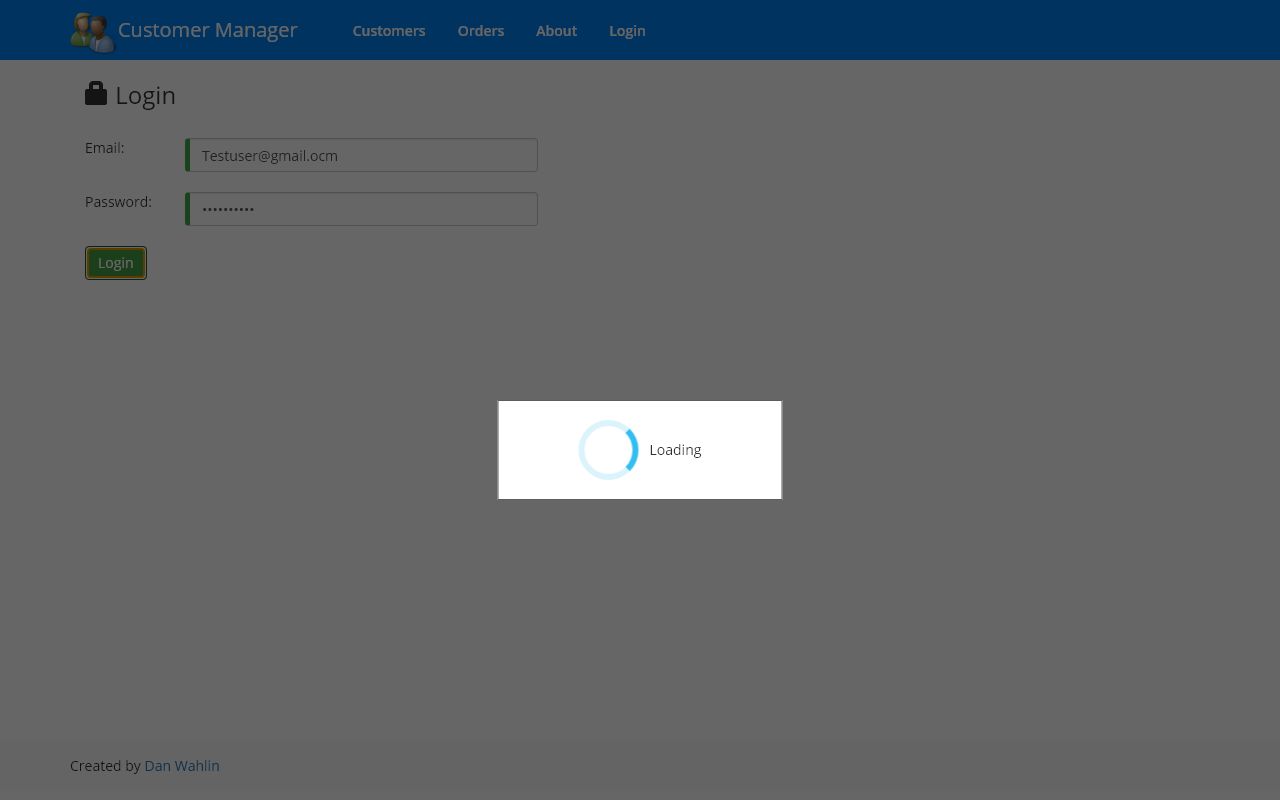 Customer Manager
Customers Orders About Login
Login
Email:
Testuser@gmail.ocm
Password:
••••••••••
Login
Loading
Created by Dan Wahlin